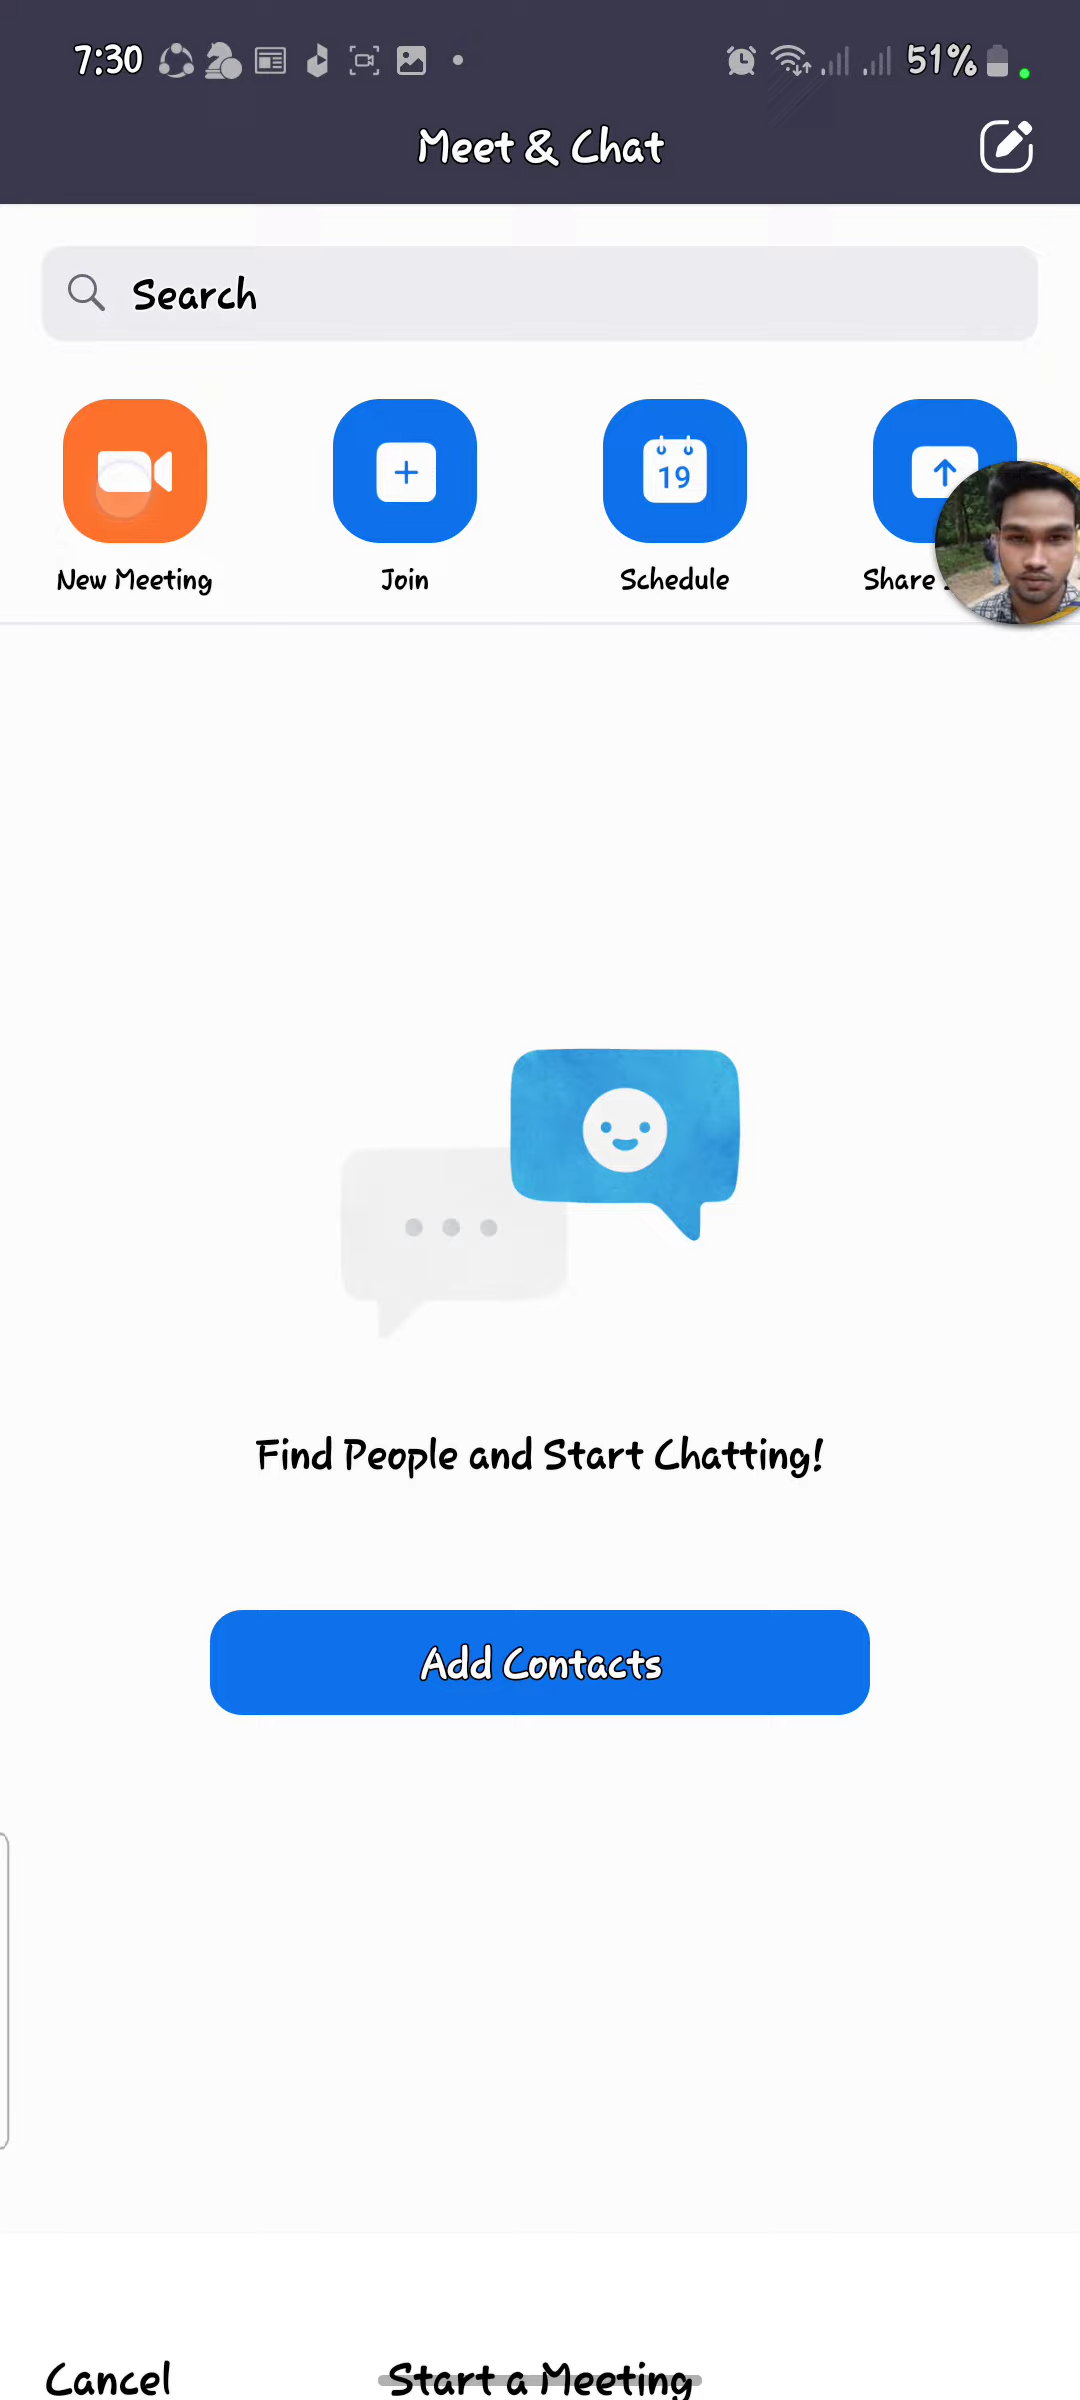 7:30 51%
Meet & Chat
Search
19
New Meeting Join Schedule Share
Find People and Start Chatting!
Add Contacts
Cancel Start a Meeting